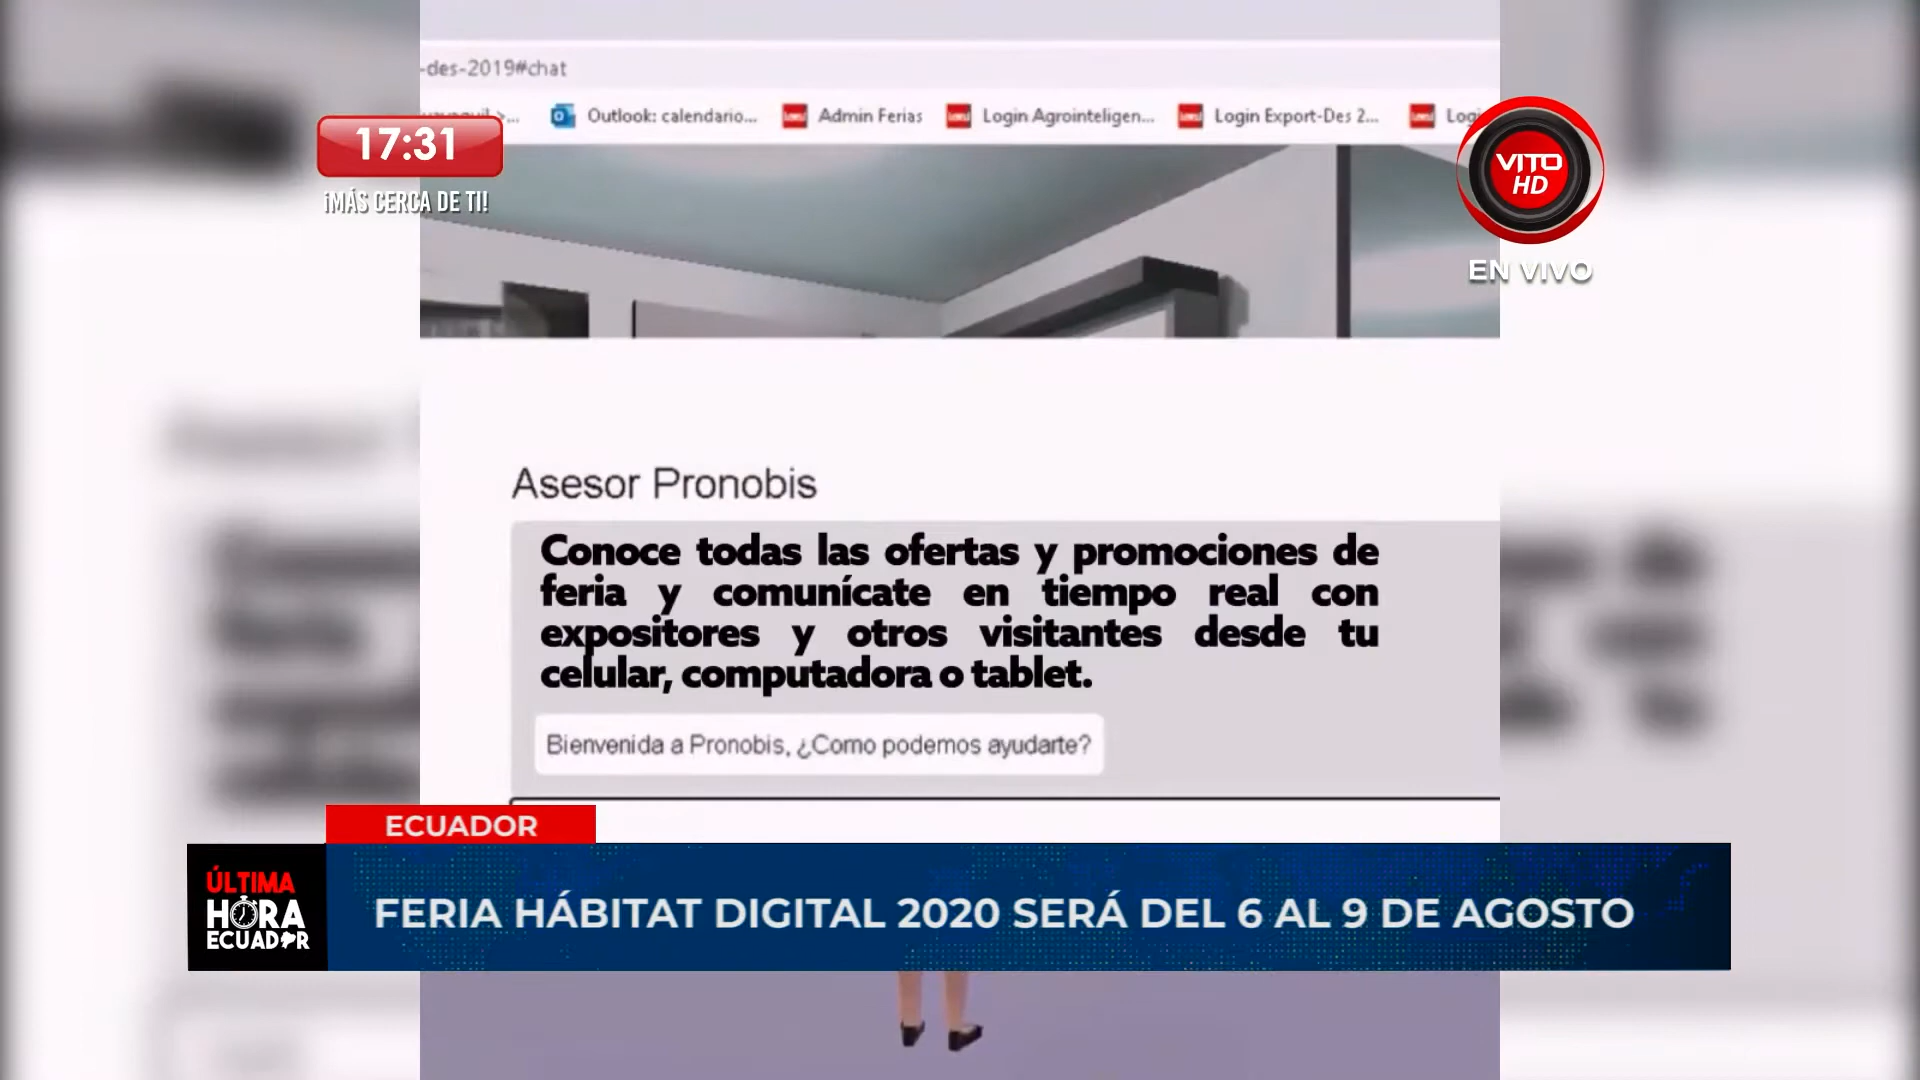 -des-2019#chat
Outlook: calendario...
Admin Ferias
Login Agrointeligen...
Login Export-Des 2...
17:31
¡MÁS CERCA DE TI!
VITO
HD
EN VIVO
Asesor Pronobis
Conoce todas las ofertas y promociones de
feria y comunícate en tiempo real con
expositores y otros visitantes desde tu
celular, computadora o tablet.
Bienvenida a Pronobis, ¿Como podemos ayudarte?
ECUADOR
ÚLTIMA
HORA
ECUADOR
FERIA HÁBITAT DIGITAL 2020 SERÁ DEL 6 AL 9 DE AGOSTO